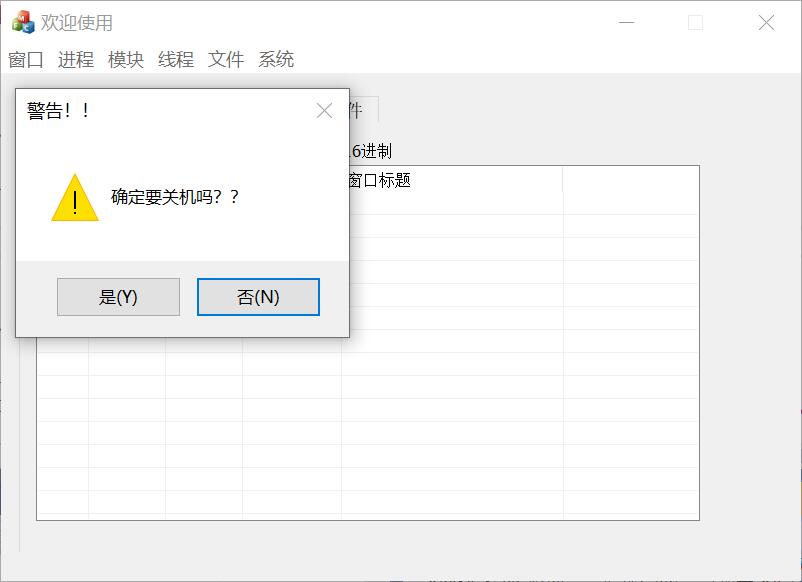 欢迎使用
窗口 进程 模块 线程 文件 系统
警告！！
件
16进制
窗口标题
确定要关机吗？？
是(Y) 否(N)